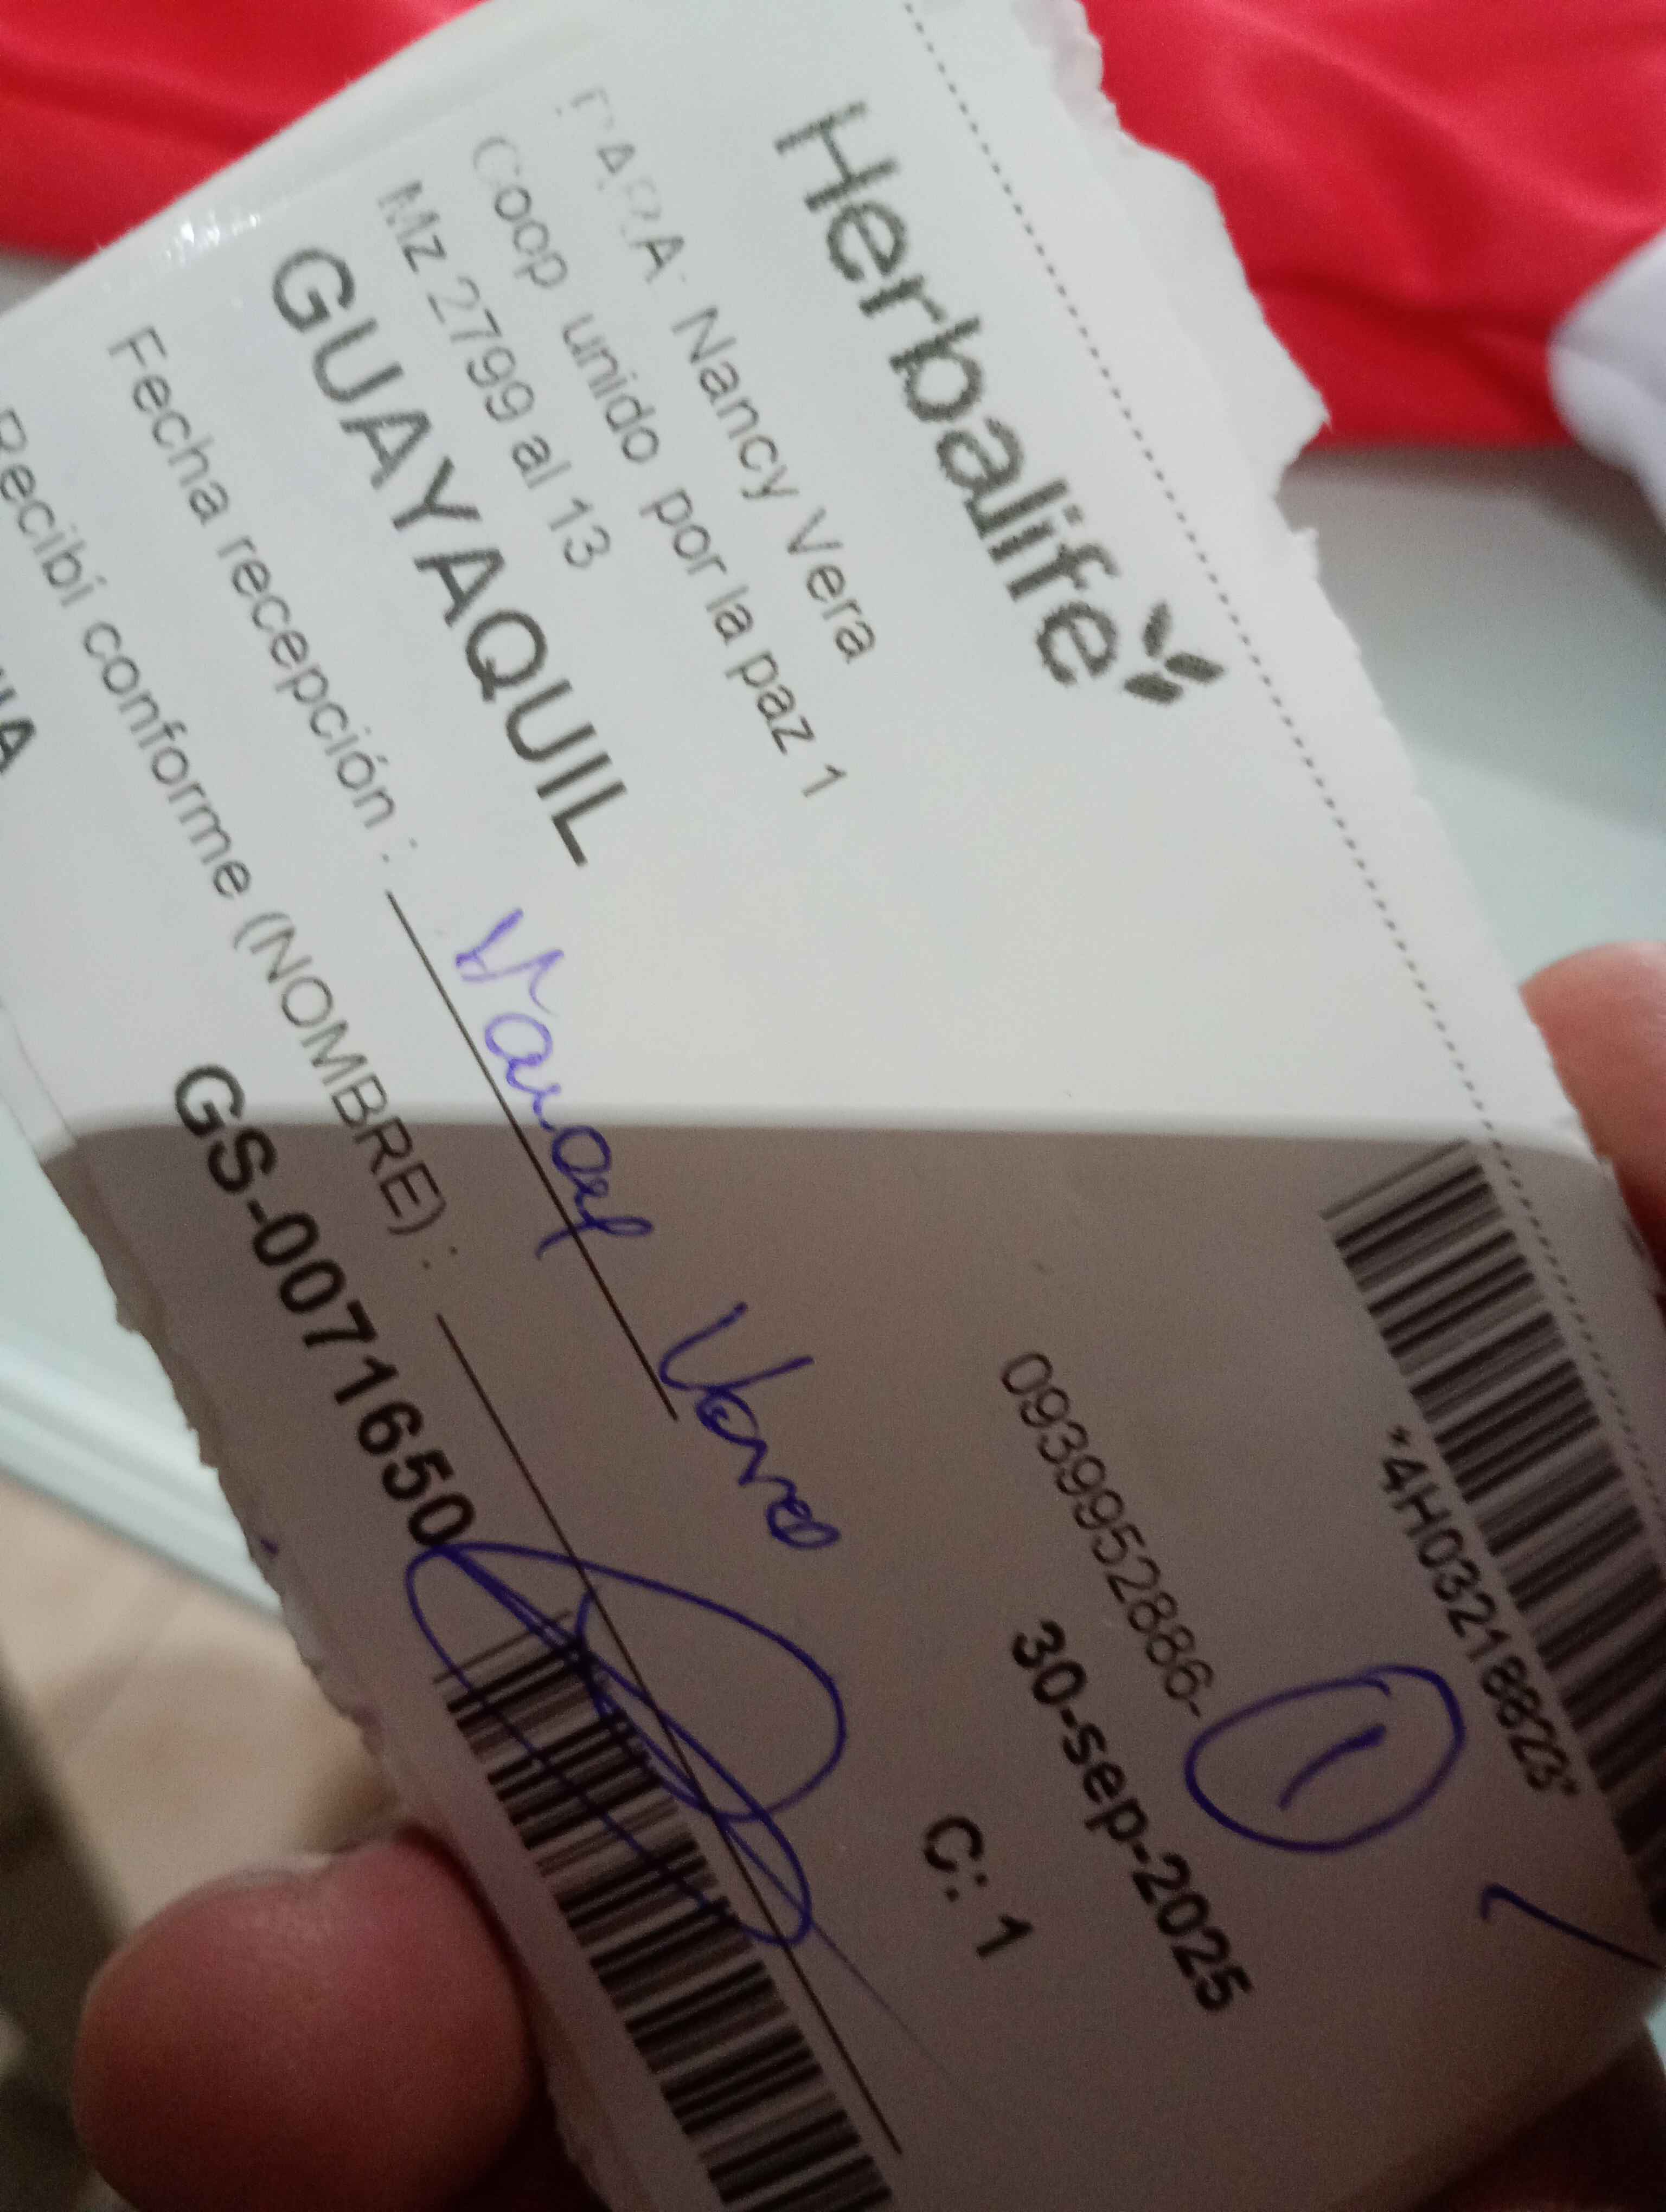 Herbalife
*4H03218823*
PARA: Nancy Vera
0939952886-
1
Coop unido por la paz 1
30-sep-2025
Mz 2799 al 13
GUAYAQUIL
C: 1
Fecha recepción :
Vera
Recibí conforme (NOMBRE) :
GS-0071650